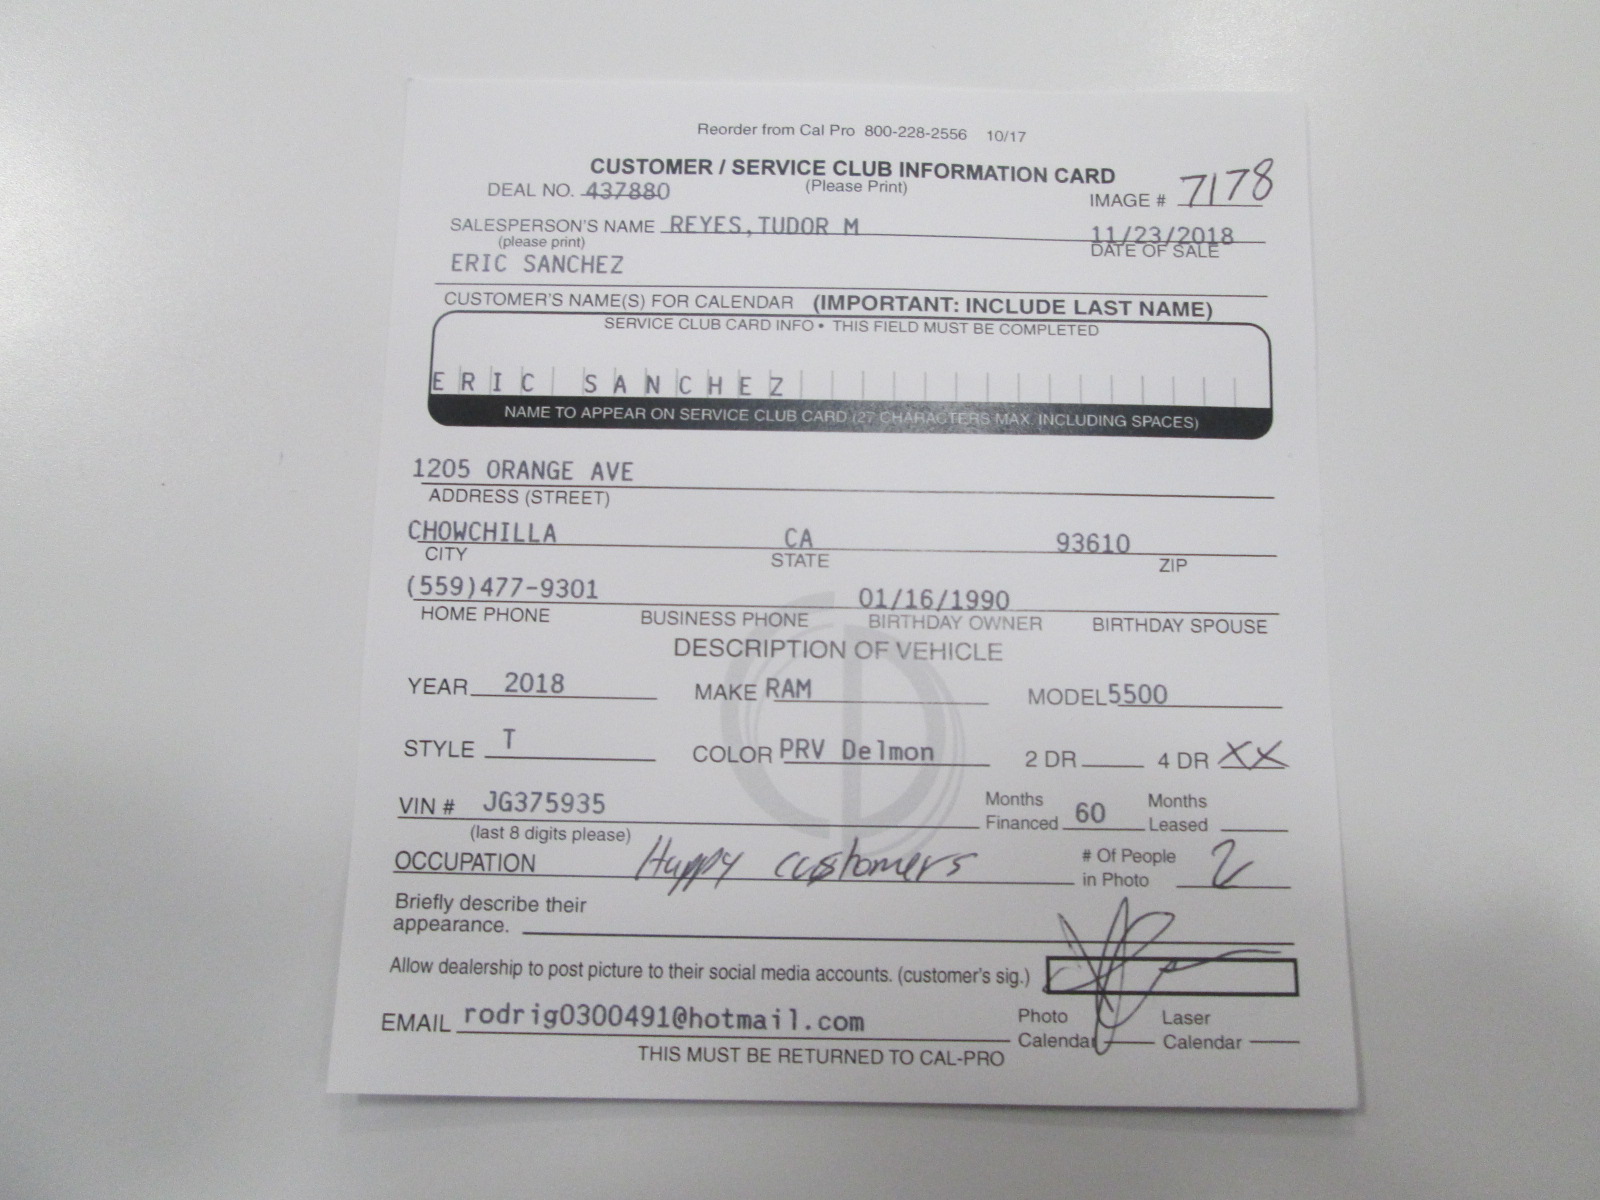 Reorder from Cal Pro 800-228-2556 10/17
CUSTOMER / SERVICE CLUB INFORMATION CARD
DEAL NO. 437880 (Please Print) IMAGE # 7178
SALESPERSON'S NAME REYES,TUDOR M 11/23/2018
(please print) DATE OF SALE
ERIC SANCHEZ
CUSTOMER'S NAME(S) FOR CALENDAR (IMPORTANT: INCLUDE LAST NAME)
SERVICE CLUB CARD INFO • THIS FIELD MUST BE COMPLETED
ERIC SANCHEZ
NAME TO APPEAR ON SERVICE CLUB CARD (27 CHARACTERS MAX. INCLUDING SPACES)
1205 ORANGE AVE
ADDRESS (STREET)
CHOWCHILLA CA 93610
CITY STATE ZIP
(559)477-9301 01/16/1990
HOME PHONE BUSINESS PHONE BIRTHDAY OWNER BIRTHDAY SPOUSE
DESCRIPTION OF VEHICLE
YEAR 2018 MAKE RAM MODEL 5500
STYLE T COLOR PRV Delmon 2 DR 4 DR XX
VIN # JG375935 Months Financed 60 Months Leased
(last 8 digits please)
OCCUPATION Happy customers # Of People in Photo 2
Briefly describe their
appearance.
Allow dealership to post picture to their social media accounts. (customer's sig.)
EMAIL rodrig0300491@hotmail.com Photo Calendar Laser Calendar
THIS MUST BE RETURNED TO CAL-PRO